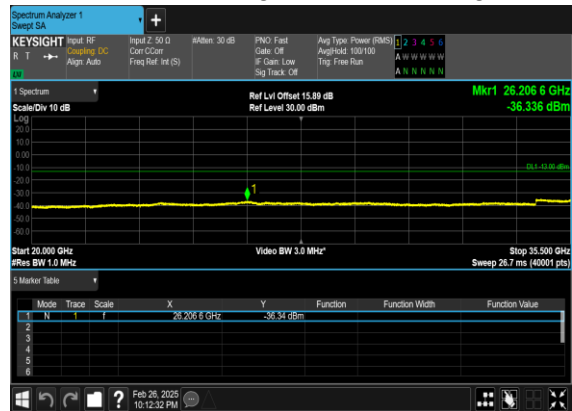 Spectrum Analyzer 1
Swept SA
+
KEYSIGHT Input: RF Input Z: 50 Ω #Atten: 30 dB PNO: Fast Avg Type: Power (RMS) 1 2 3 4 5 6
R T Coupling: DC Corr CCorr Gate: Off Avg|Hold: 100/100 A W W W W W
Align: Auto Freq Ref: Int (S) IF Gain: Low Trig: Free Run
Sig Track: Off A N N N N N
1 Spectrum
Ref Lvl Offset 15.89 dB Mkr1 26.206 6 GHz
Scale/Div 10 dB Ref Level 30.00 dBm -36.336 dBm
Log
20.0
10.0
0.00
-10.0
DL1 -13.00 dBm
-20.0
-30.0
1
-40.0
-50.0
-60.0
Start 20.000 GHz Video BW 3.0 MHz* Stop 35.500 GHz
#Res BW 1.0 MHz Sweep 26.7 ms (40001 pts)
5 Marker Table
Mode Trace Scale X Y Function Function Width Function Value
1 N 1 f 26.206 6 GHz -36.34 dBm
2
3
4
5
6
? Feb 26, 2025
10:12:32 PM